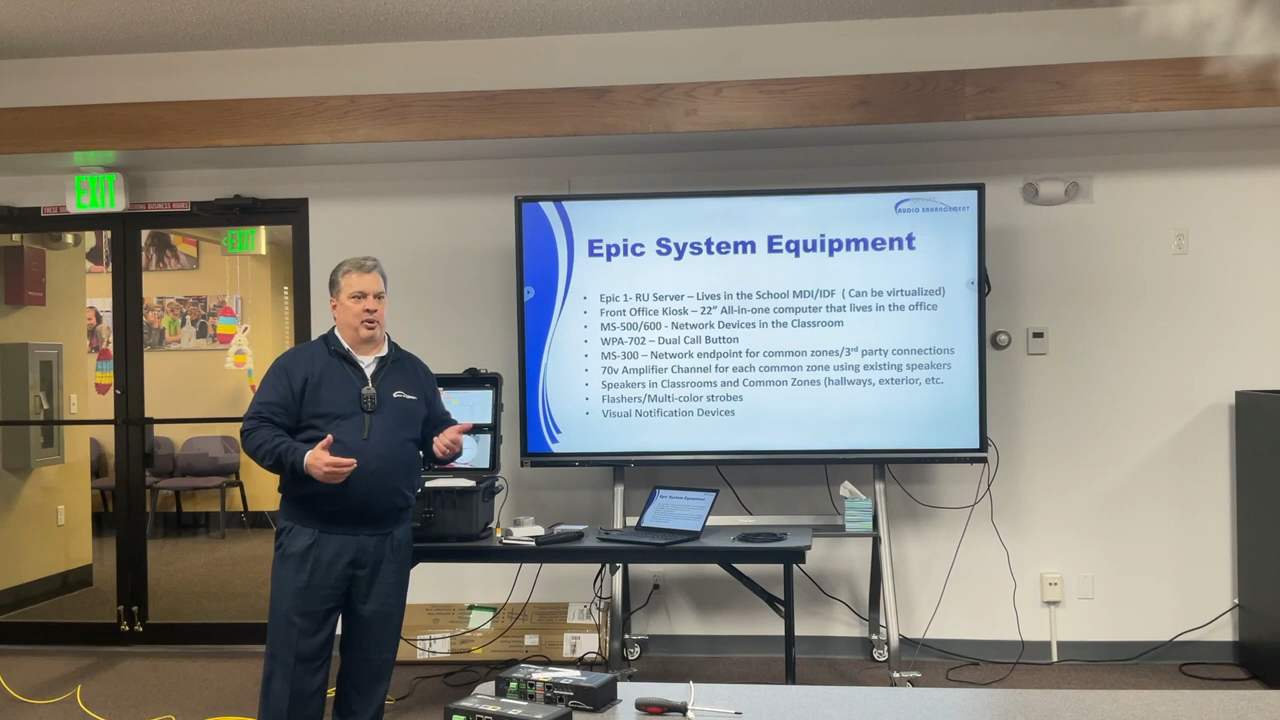 EXIT
BUSINESS HOURS
EXIT
AUDIO ENHANCEMENT
Epic System Equipment
• Epic 1- RU Server – Lives in the School MDI/IDF ( Can be virtualized)
• Front Office Kiosk – 22” All-in-one computer that lives in the office
• MS-500/600 - Network Devices in the Classroom
• WPA-702 – Dual Call Button
• MS-300 – Network endpoint for common zones/3rd party connections
• 70v Amplifier Channel for each common zone using existing speakers
• Speakers in Classrooms and Common Zones (hallways, exterior, etc.
• Flashers/Multi-color strobes
• Visual Notification Devices
Epic System Equipment